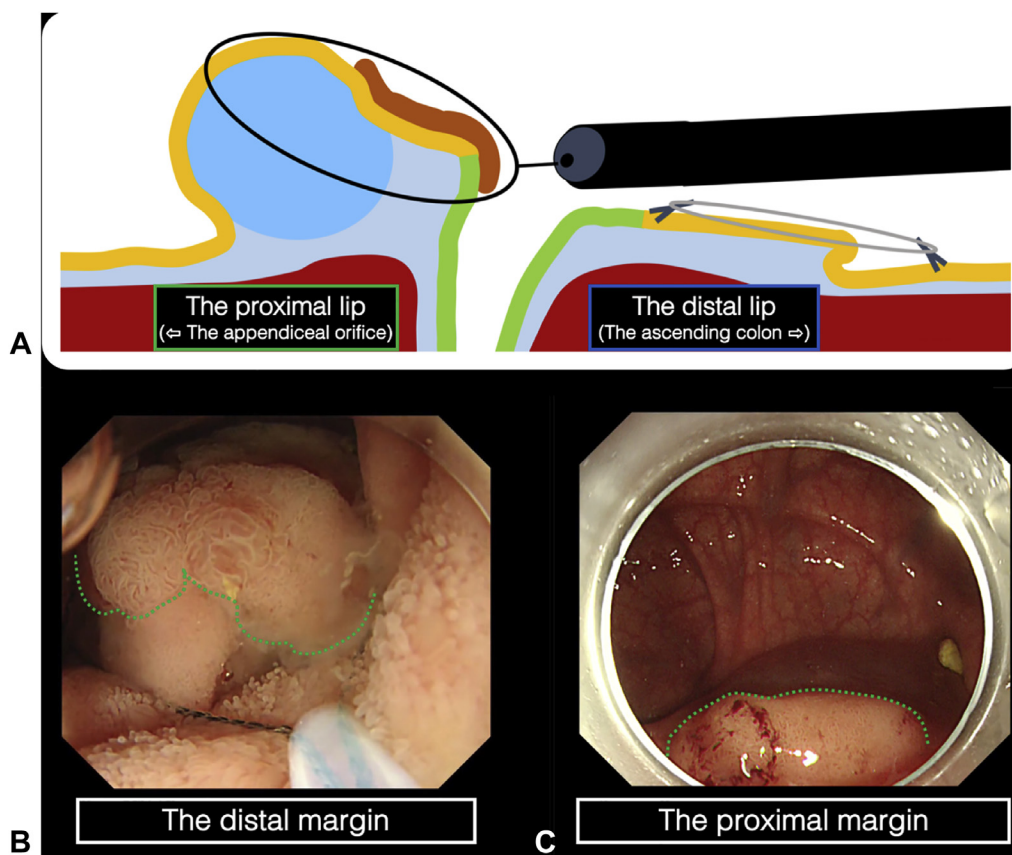 A
The proximal lip
(⇦ The appendiceal orifice)
The distal lip
(The ascending colon ⇨)
B
The distal margin
C
The proximal margin